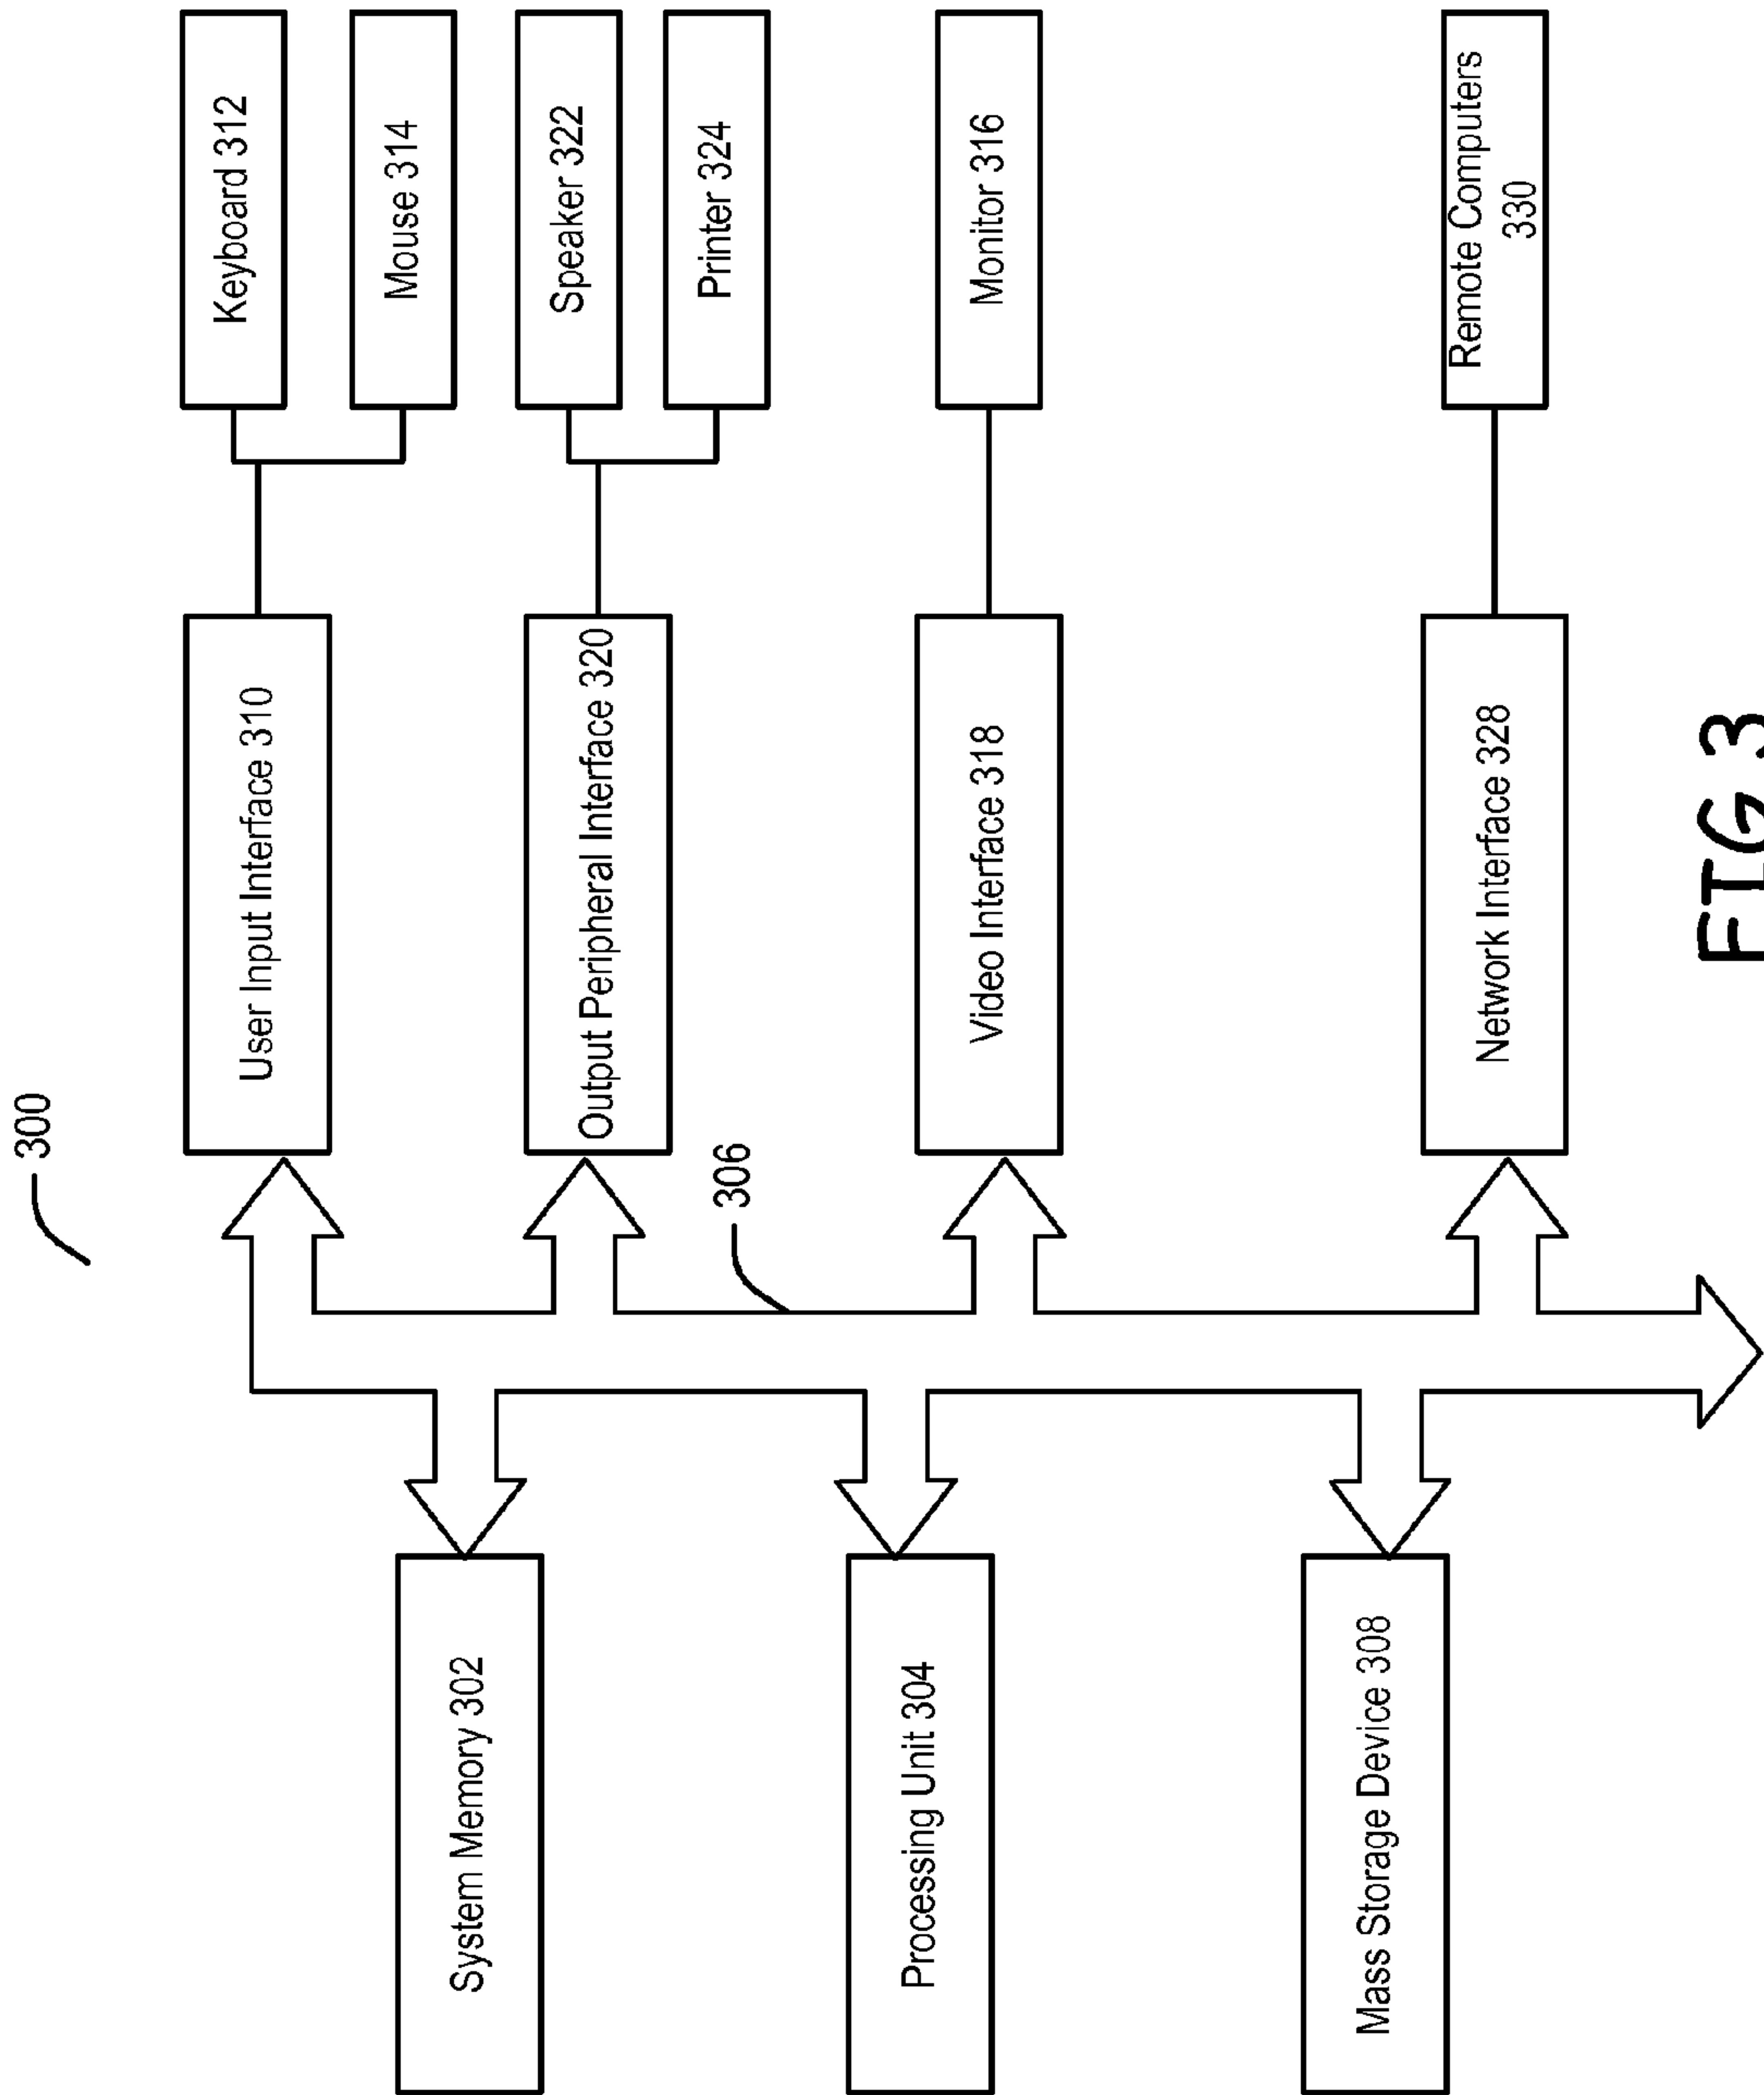 300
Keyboard 312
Mouse 314
User Input Interface 310
Speaker 322
Printer 324
Output Peripheral Interface 320
System Memory 302
306
Monitor 316
Video Interface 318
Processing Unit 304
Remote Computers
330
Network Interface 328
Mass Storage Device 308
FIG 3